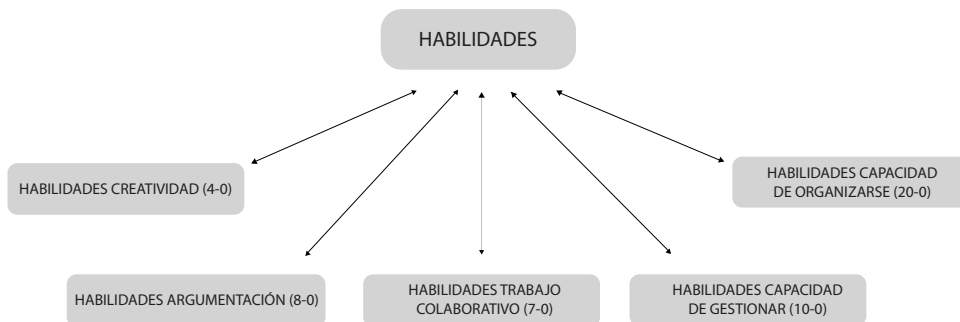 HABILIDADES
HABILIDADES CREATIVIDAD (4-0)
HABILIDADES CAPACIDAD
DE ORGANIZARSE (20-0)
HABILIDADES ARGUMENTACIÓN (8-0)
HABILIDADES TRABAJO
COLABORATIVO (7-0)
HABILIDADES CAPACIDAD
DE GESTIONAR (10-0)